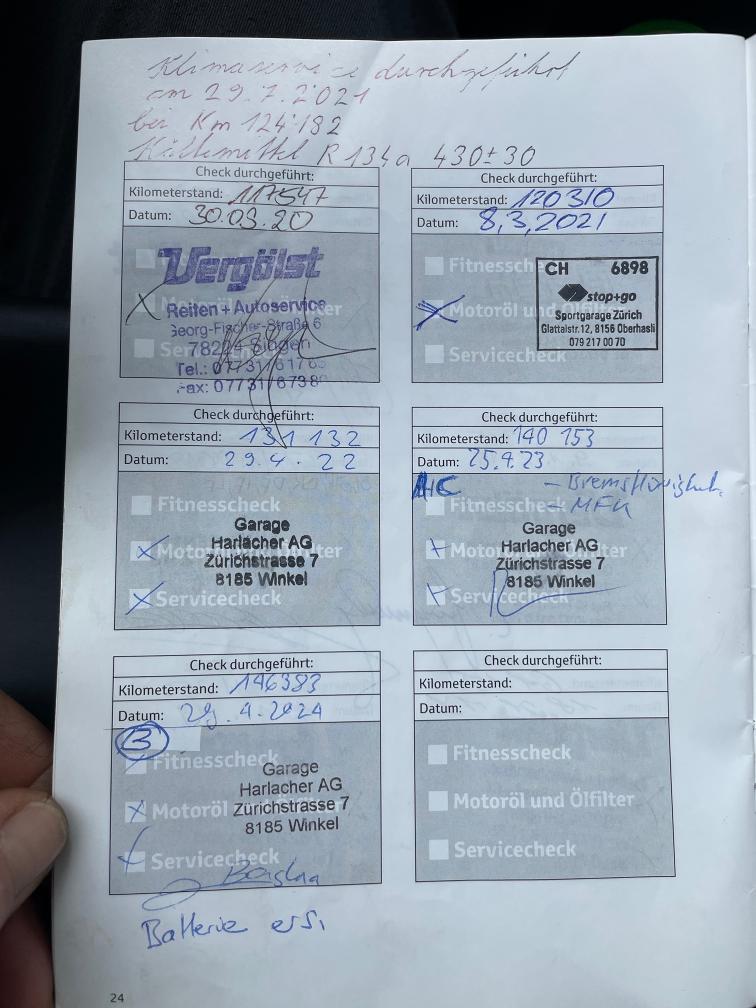 Klimaservice durchgeführt
am 29.7.2021
bei Km 124'182
Kältemittel R 134a 430±30
Check durchgeführt:
Kilometerstand: 117547
Datum: 30.09.20
Vergölst
Reifen + Autoservice
Georg-Fischer-Straße 6
78224 Singen
Tel.: 07731/6176
Fax: 07731/6738
Check durchgeführt:
Kilometerstand: 120310
Datum: 8,3,2021
Fitnesscheck
Motoröl und Ölfilter
Servicecheck
CH 6898
stop+go
Sportgarage Zürich
Glattalstr.12, 8156 Oberhasli
079 217 00 70
Check durchgeführt:
Kilometerstand: 131 132
Datum: 29.4.22
Fitnesscheck
Motoröl und Ölfilter
Servicecheck
Garage
Harlacher AG
Zürichstrasse 7
8185 Winkel
Check durchgeführt:
Kilometerstand: 140 153
Datum: 25.4.23
- Bremsflüssigkeit
- MFK
Fitnesscheck
Motoröl und Ölfilter
Servicecheck
Garage
Harlacher AG
Zürichstrasse 7
8185 Winkel
Check durchgeführt:
Kilometerstand: 146383
Datum: 29.4.2024
3
Fitnesscheck
Motoröl und Ölfilter
Servicecheck
Garage
Harlacher AG
Zürichstrasse 7
8185 Winkel
Batterie ers.
Check durchgeführt:
Kilometerstand:
Datum:
Fitnesscheck
Motoröl und Ölfilter
Servicecheck
24